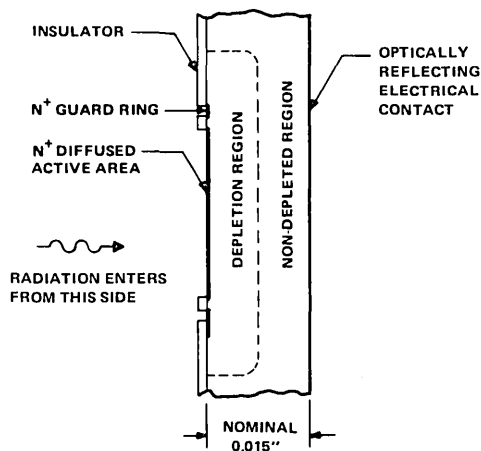 INSULATOR
N+ GUARD RING
N+ DIFFUSED
ACTIVE AREA
RADIATION ENTERS
FROM THIS SIDE
DEPLETION REGION
NON-DEPLETED REGION
OPTICALLY
REFLECTING
ELECTRICAL
CONTACT
NOMINAL
0.015"